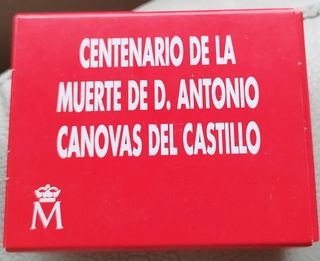 CENTENARIO DE LA
MUERTE DE D. ANTONIO
CANOVAS DEL CASTILLO
M